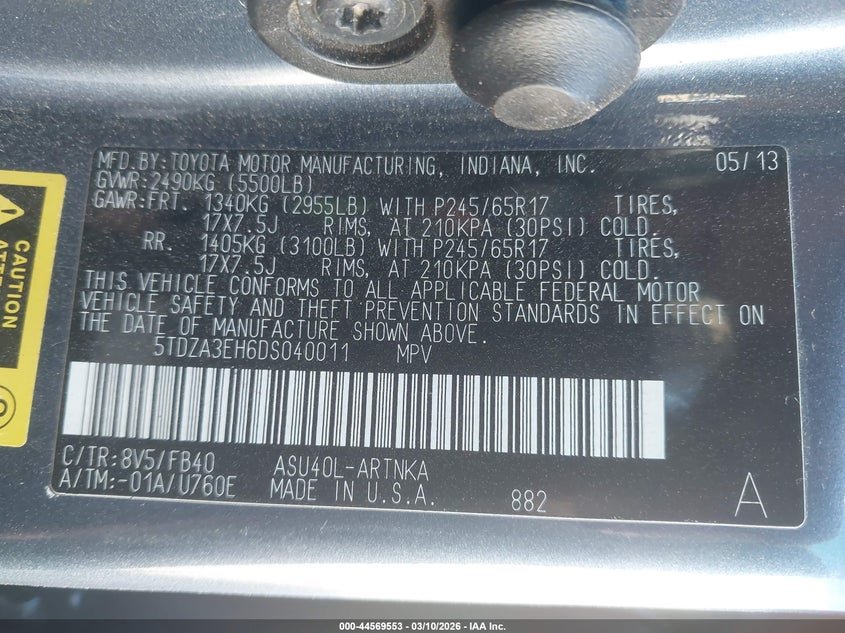 MFD.BY: TOYOTA MOTOR MANUFACTURING, INDIANA, INC. 05/13
GVWR: 2490KG (5500LB)
GAWR: FRT. 1340KG (2955LB) WITH P245/65R17 TIRES,
17X7.5J RIMS, AT 210KPA (30PSI) COLD.
RR. 1405KG (3100LB) WITH P245/65R17 TIRES,
17X7.5J RIMS, AT 210KPA (30PSI) COLD.
THIS VEHICLE CONFORMS TO ALL APPLICABLE FEDERAL MOTOR
VEHICLE SAFETY AND THEFT PREVENTION STANDARDS IN EFFECT ON
THE DATE OF MANUFACTURE SHOWN ABOVE.
5TDZA3EH6DS040011 MPV
C/TR: 8V5/FB40 ASU40L-ARTNKA
A/TM: -01A/U760E MADE IN U.S.A. 882 A
CAUTION
000-44569553 - 03/10/2026 - IAA Inc.